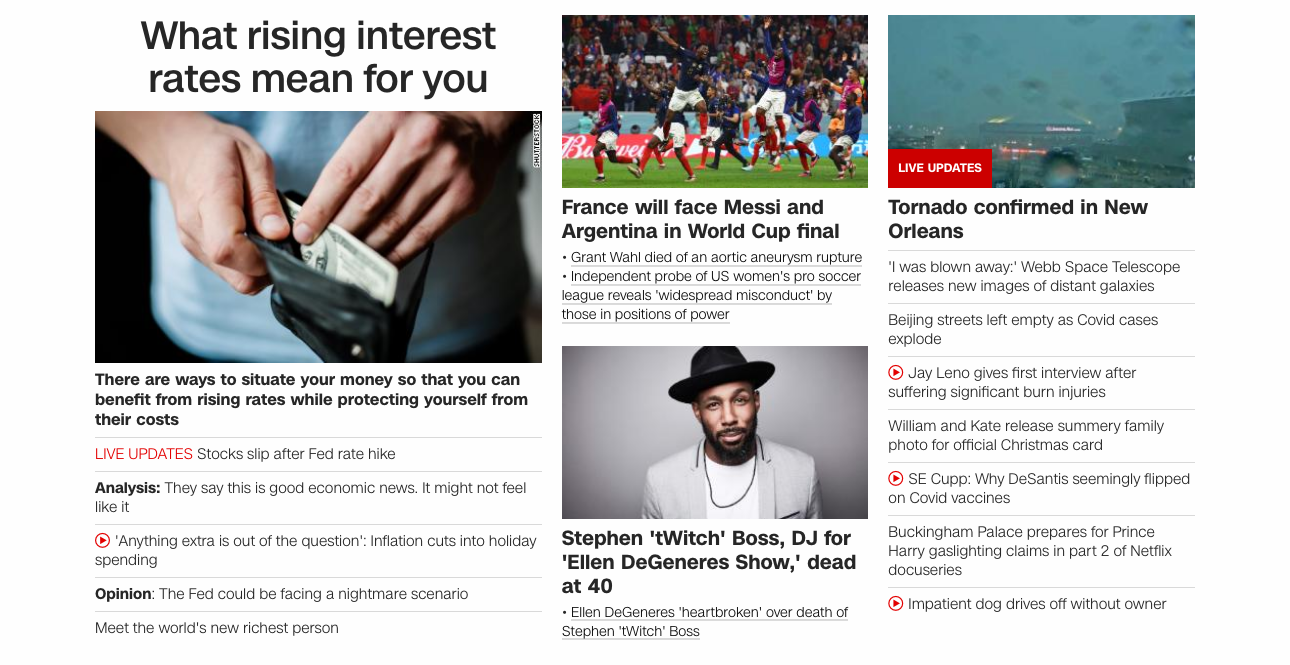 What rising interest
rates mean for you
SHUTTERSTOCK
There are ways to situate your money so that you can
benefit from rising rates while protecting yourself from
their costs
LIVE UPDATES Stocks slip after Fed rate hike
Analysis: They say this is good economic news. It might not feel
like it
'Anything extra is out of the question': Inflation cuts into holiday
spending
Opinion: The Fed could be facing a nightmare scenario
Meet the world's new richest person
Budweiser
France will face Messi and
Argentina in World Cup final
• Grant Wahl died of an aortic aneurysm rupture
• Independent probe of US women's pro soccer
league reveals 'widespread misconduct' by
those in positions of power
Stephen 'tWitch' Boss, DJ for
'Ellen DeGeneres Show,' dead
at 40
• Ellen DeGeneres 'heartbroken' over death of
Stephen 'tWitch' Boss
LIVE UPDATES
Tornado confirmed in New
Orleans
'I was blown away:' Webb Space Telescope
releases new images of distant galaxies
Beijing streets left empty as Covid cases
explode
Jay Leno gives first interview after
suffering significant burn injuries
William and Kate release summery family
photo for official Christmas card
SE Cupp: Why DeSantis seemingly flipped
on Covid vaccines
Buckingham Palace prepares for Prince
Harry gaslighting claims in part 2 of Netflix
docuseries
Impatient dog drives off without owner